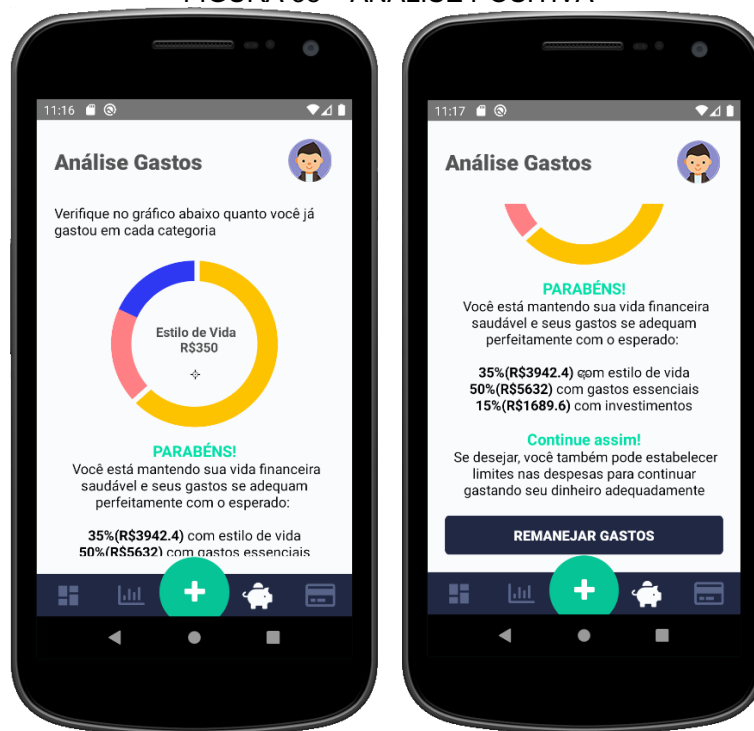 11:16
Análise Gastos
Verifique no gráfico abaixo quanto você já
gastou em cada categoria
Estilo de Vida
R$350
PARABÉNS!
Você está mantendo sua vida financeira
saudável e seus gastos se adequam
perfeitamente com o esperado:
35%(R$3942.4) com estilo de vida
50%(R$5632) com gastos essenciais
11:17
Análise Gastos
PARABÉNS!
Você está mantendo sua vida financeira
saudável e seus gastos se adequam
perfeitamente com o esperado:
35%(R$3942.4) com estilo de vida
50%(R$5632) com gastos essenciais
15%(R$1689.6) com investimentos
Continue assim!
Se desejar, você também pode estabelecer
limites nas despesas para continuar
gastando seu dinheiro adequadamente
REMANEJAR GASTOS